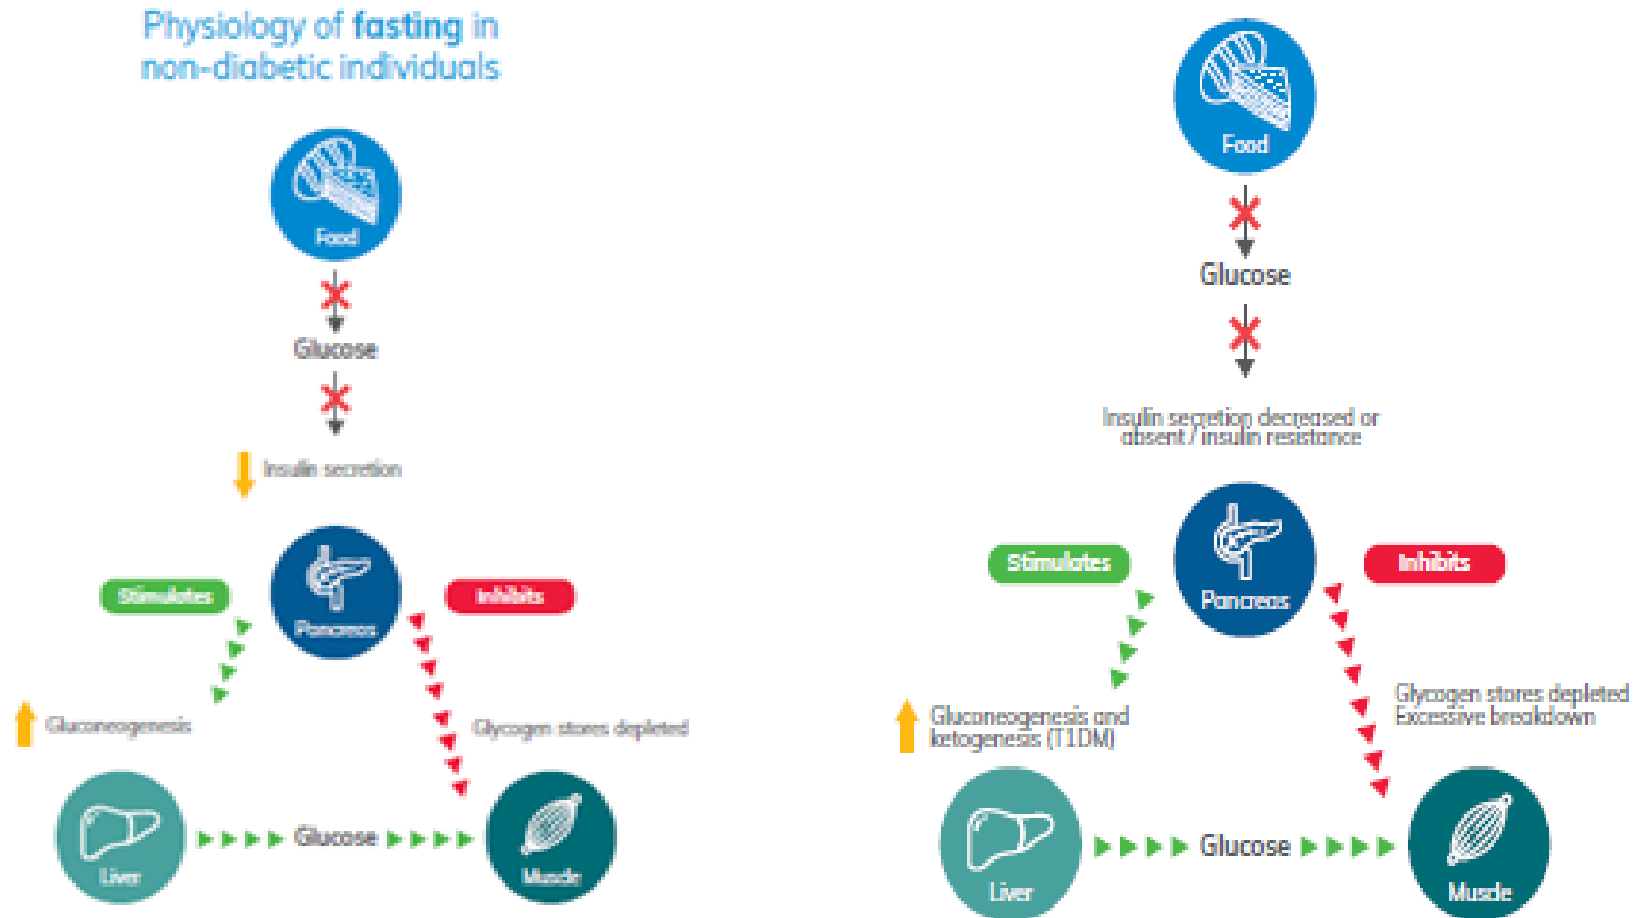 Physiology of fasting in
non-diabetic individuals
Food
Glucose
Insulin secretion
Stimulates
Pancreas
Inhibits
Gluconeogenesis
Glycogen stores depleted
Liver
Glucose
Muscle
Food
Glucose
Insulin secretion decreased or
absent / insulin resistance
Stimulates
Pancreas
Inhibits
Gluconeogenesis and
ketogenesis (T1DM)
Glycogen stores depleted
Excessive breakdown
Liver
Glucose
Muscle